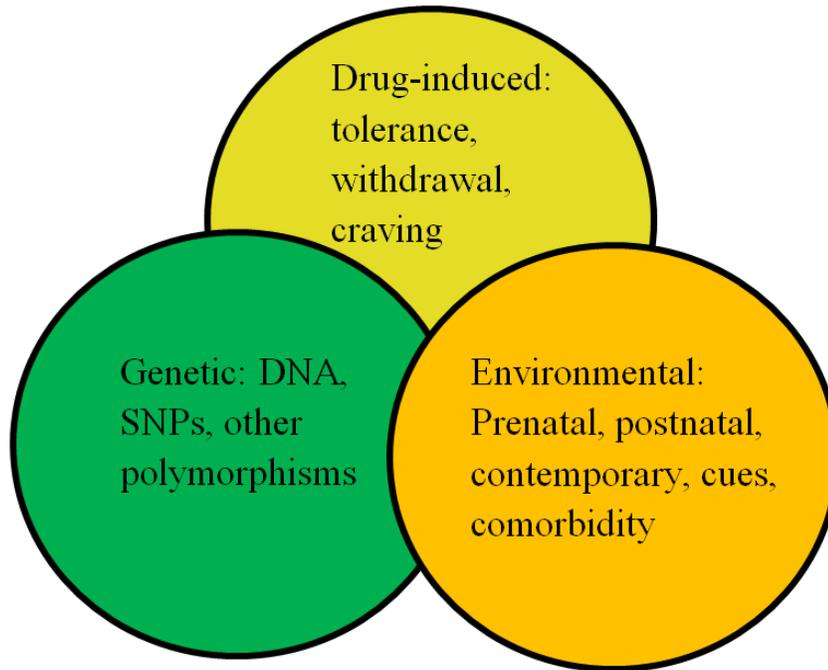 Drug-induced:
tolerance,
withdrawal,
craving
Genetic: DNA,
SNPs, other
polymorphisms
Environmental:
Prenatal, postnatal,
contemporary, cues,
comorbidity